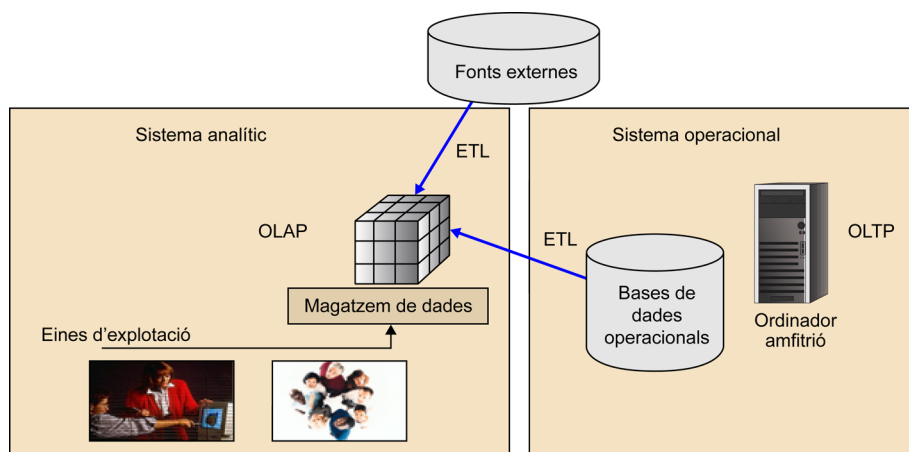 Fonts externes
Sistema analític
Sistema operacional
ETL
OLAP
ETL
OLTP
Magatzem de dades
Bases de
dades
operacionals
Ordinador
amfitrió
Eines d’explotació